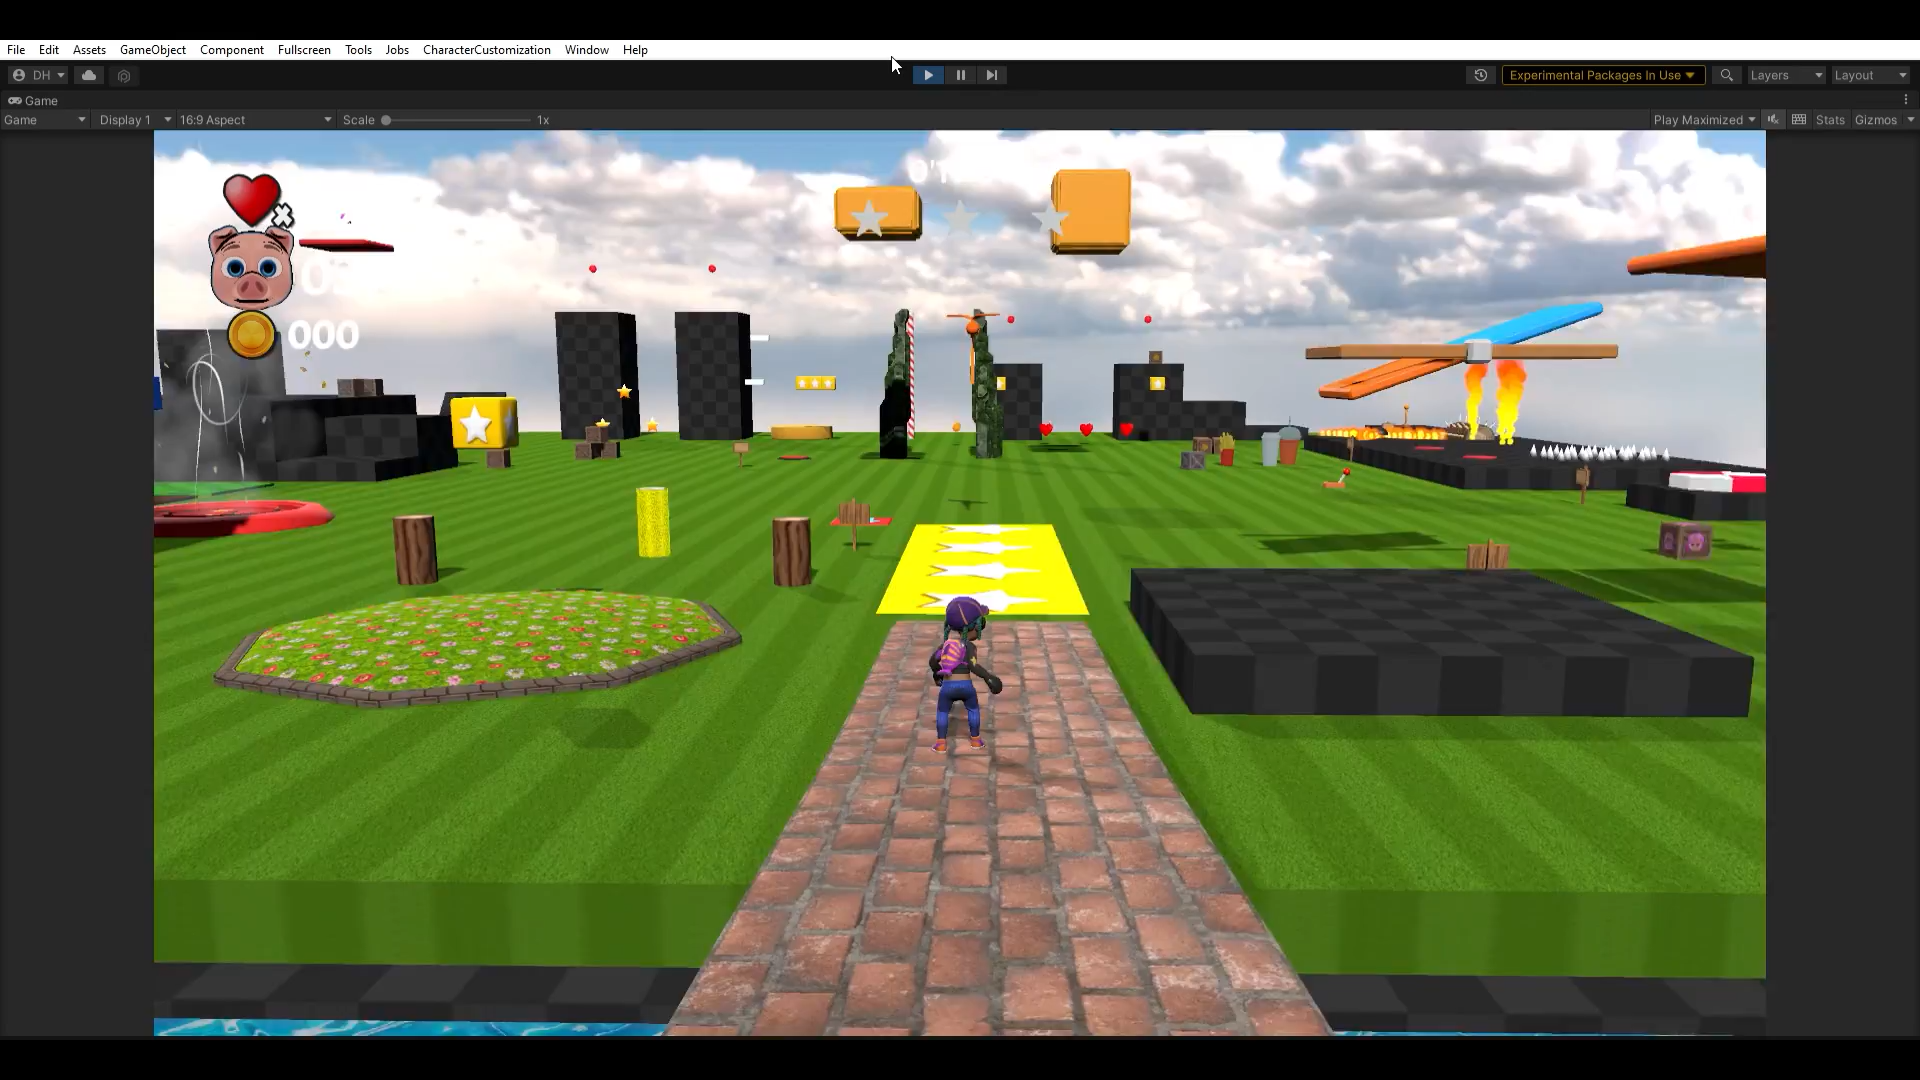 File Edit Assets GameObject Component Fullscreen Tools Jobs CharacterCustomization Window Help
DH Experimental Packages In Use Layers Layout
Game
Game Display 1 16:9 Aspect Scale 1x Play Maximized Stats Gizmos
000